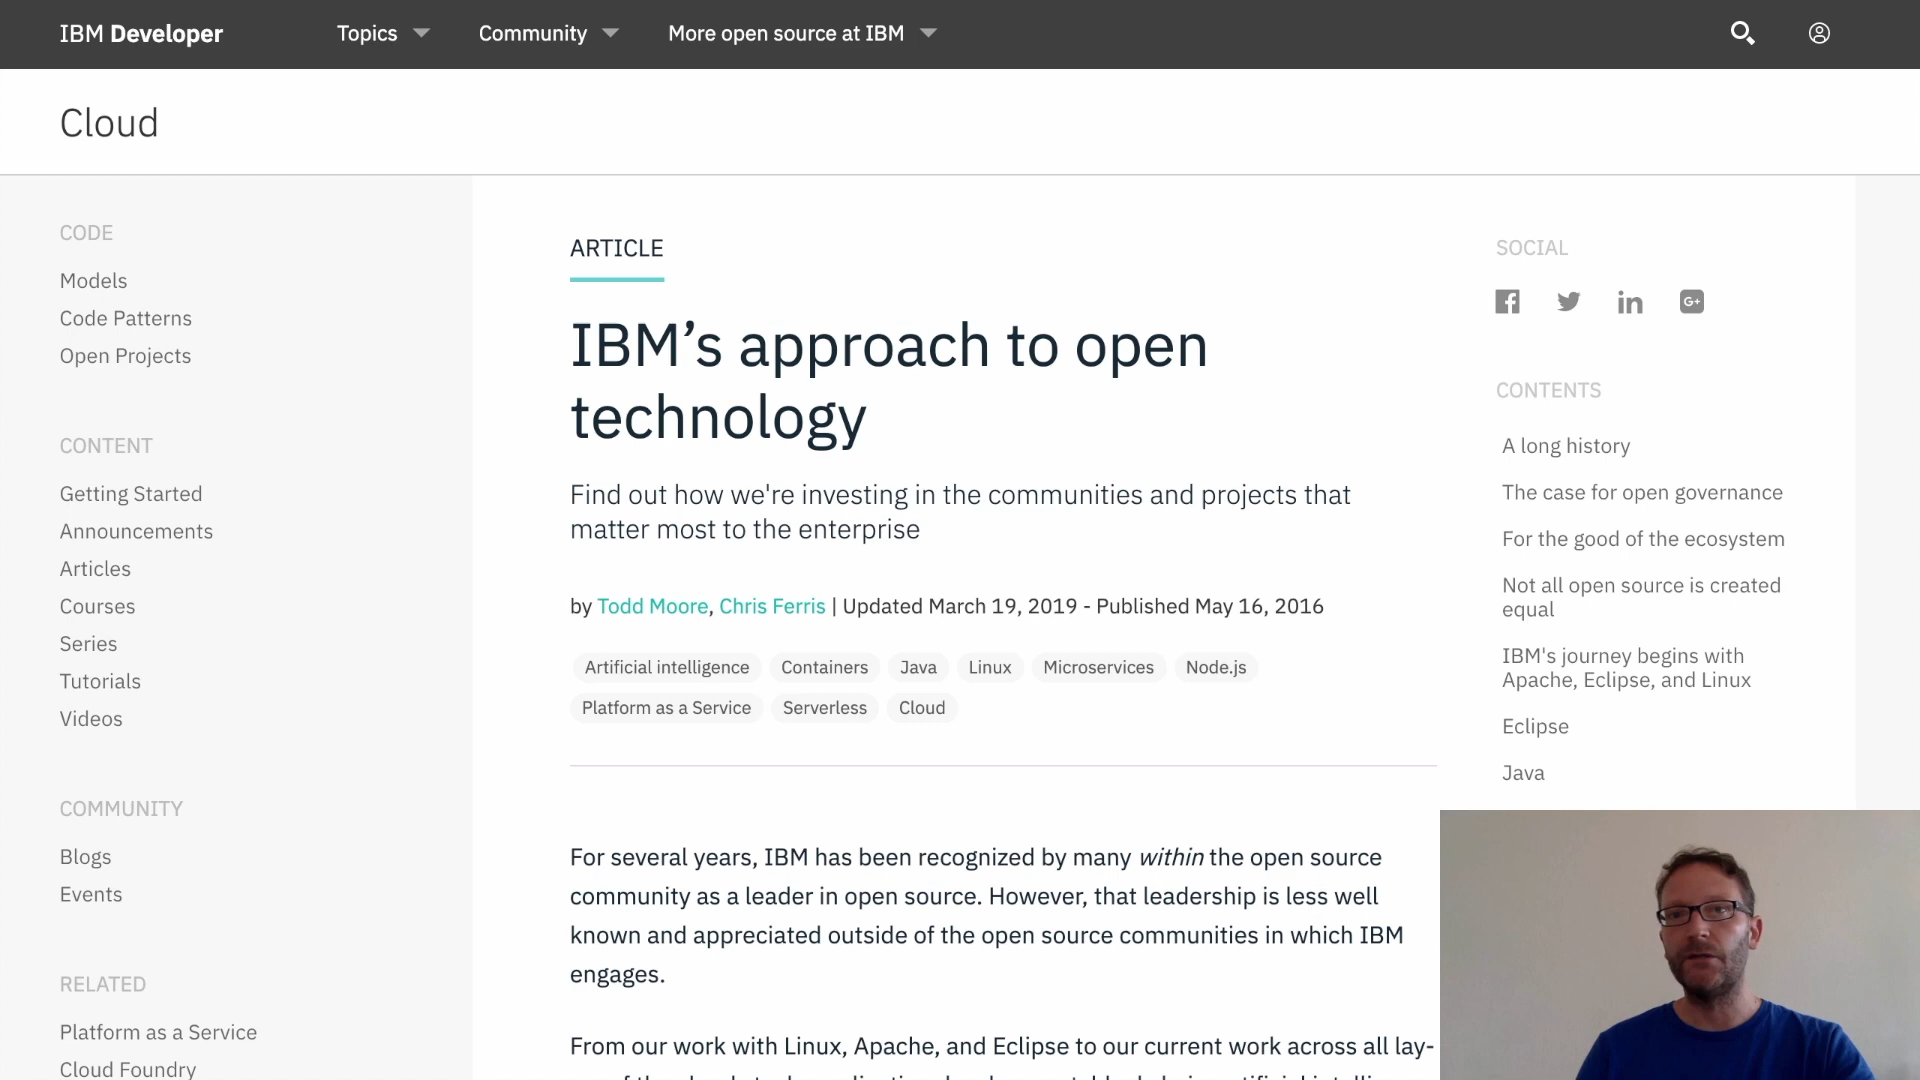 IBM Developer
Topics
Community
More open source at IBM
Cloud
CODE
Models
Code Patterns
Open Projects
CONTENT
Getting Started
Announcements
Articles
Courses
Series
Tutorials
Videos
COMMUNITY
Blogs
Events
RELATED
Platform as a Service
Cloud Foundry
ARTICLE
IBM’s approach to open
technology
Find out how we're investing in the communities and projects that
matter most to the enterprise
by Todd Moore, Chris Ferris | Updated March 19, 2019 - Published May 16, 2016
Artificial intelligence
Containers
Java
Linux
Microservices
Node.js
Platform as a Service
Serverless
Cloud
For several years, IBM has been recognized by many within the open source
community as a leader in open source. However, that leadership is less well
known and appreciated outside of the open source communities in which IBM
engages.
From our work with Linux, Apache, and Eclipse to our current work across all lay-
SOCIAL
G+
CONTENTS
A long history
The case for open governance
For the good of the ecosystem
Not all open source is created
equal
IBM's journey begins with
Apache, Eclipse, and Linux
Eclipse
Java